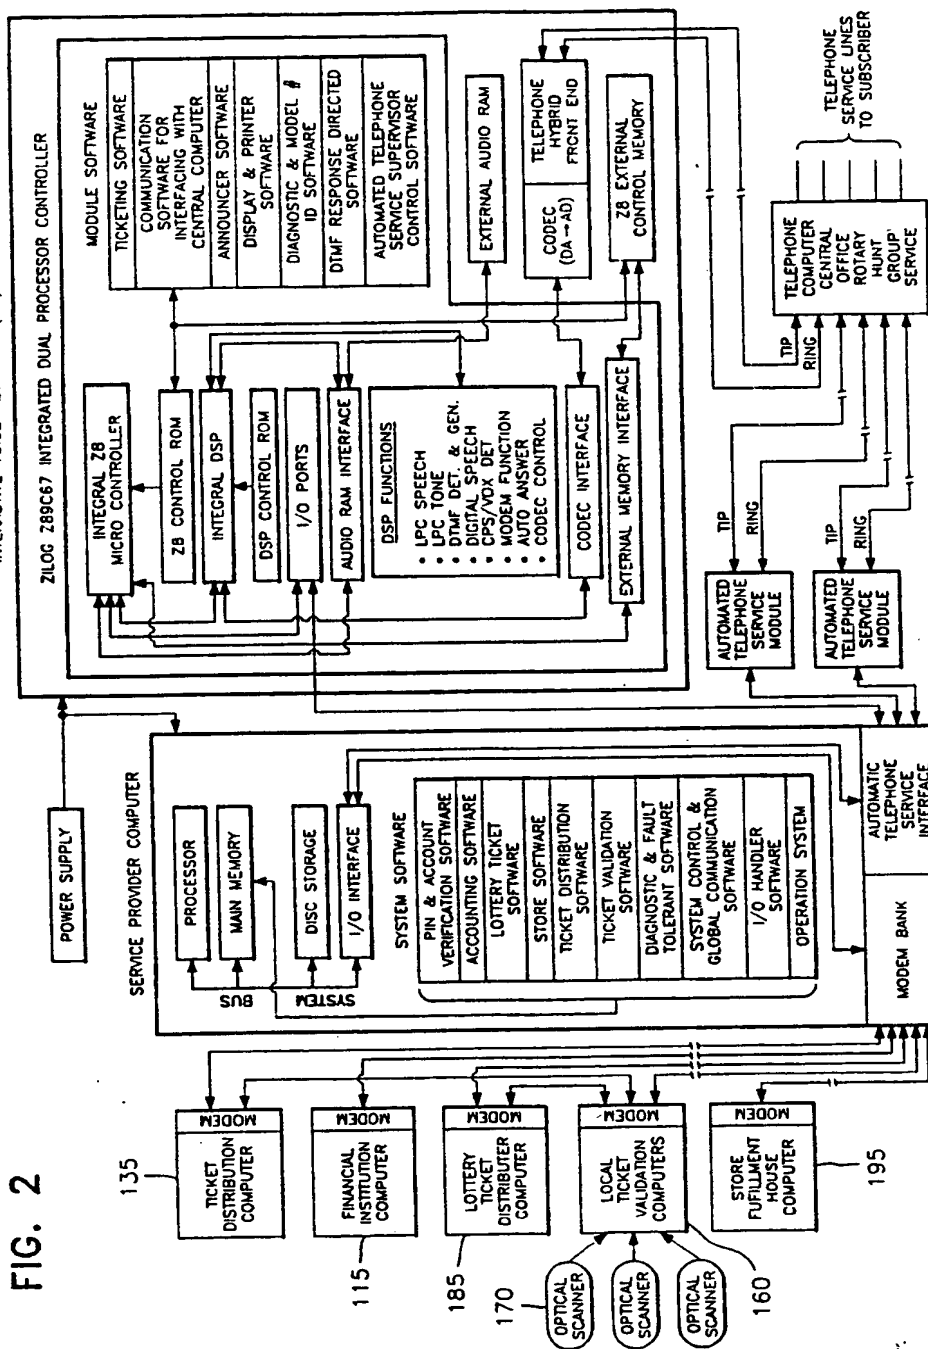 FIG. 2
135
TICKET
DISTRIBUTION
COMPUTER
MODEM
115
FINANCIAL
INSTITUTION
COMPUTER
MODEM
185
LOTTERY
TICKET
DISTRIBUTER
COMPUTER
MODEM
170
OPTICAL
SCANNER
OPTICAL
SCANNER
OPTICAL
SCANNER
160
LOCAL
TICKET
VALIDATION
COMPUTERS
MODEM
STORE
FUFILLMENT
HOUSE
COMPUTER
MODEM
195
POWER SUPPLY
SERVICE PROVIDER COMPUTER
PROCESSOR
MAIN MEMORY
DISC STORAGE
I/O INTERFACE
SYSTEM BUS
SYSTEM SOFTWARE
PIN & ACCOUNT
VERIFICATION SOFTWARE
ACCOUNTING SOFTWARE
LOTTERY TICKET
SOFTWARE
STORE SOFTWARE
TICKET DISTRIBUTION
SOFTWARE
TICKET VALIDATION
SOFTWARE
DIAGNOSTIC & FAULT
TOLERANT SOFTWARE
SYSTEM CONTROL &
GLOBAL COMMUNICATION
SOFTWARE
I/O HANDLER
SOFTWARE
OPERATION SYSTEM
MODEM BANK
AUTOMATIC
TELEPHONE
SERVICE
INTERFACE
ZILOG Z89C67 INTEGRATED DUAL PROCESSOR CONTROLLER
INTEGRAL Z8
MICRO CONTROLLER
Z8 CONTROL ROM
INTEGRAL DSP
DSP CONTROL ROM
I/O PORTS
AUDIO RAM INTERFACE
DSP FUNCTIONS
• LPC SPEECH
• LPC TONE
• DTMF DET. & GEN.
• DIGITAL SPEECH
• CPS/VOX DET
• MODEM FUNCTION
• AUTO ANSWER
• CODEC CONTROL
CODEC INTERFACE
EXTERNAL MEMORY INTERFACE
MODULE SOFTWARE
TICKETING SOFTWARE
COMMUNICATION
SOFTWARE FOR
INTERFACING WITH
CENTRAL COMPUTER
ANNOUNCER SOFTWARE
DISPLAY & PRINTER
SOFTWARE
DIAGNOSTIC & MODEL #
ID SOFTWARE
DTMF RESPONSE DIRECTED
SOFTWARE
AUTOMATED TELEPHONE
SERVICE SUPERVISOR
CONTROL SOFTWARE
EXTERNAL AUDIO RAM
CODEC
(DA→AD)
TELEPHONE
HYBRID
FRONT END
Z8 EXTERNAL
CONTROL MEMORY
AUTOMATED
TELEPHONE
SERVICE
MODULE
TIP
RING
AUTOMATED
TELEPHONE
SERVICE
MODULE
TIP
RING
TIP
RING
TELEPHONE
COMPUTER
CENTRAL
OFFICE
ROTARY
HUNT
GROUP'
SERVICE
TELEPHONE
SERVICE LINES
TO SUBSCRIBER